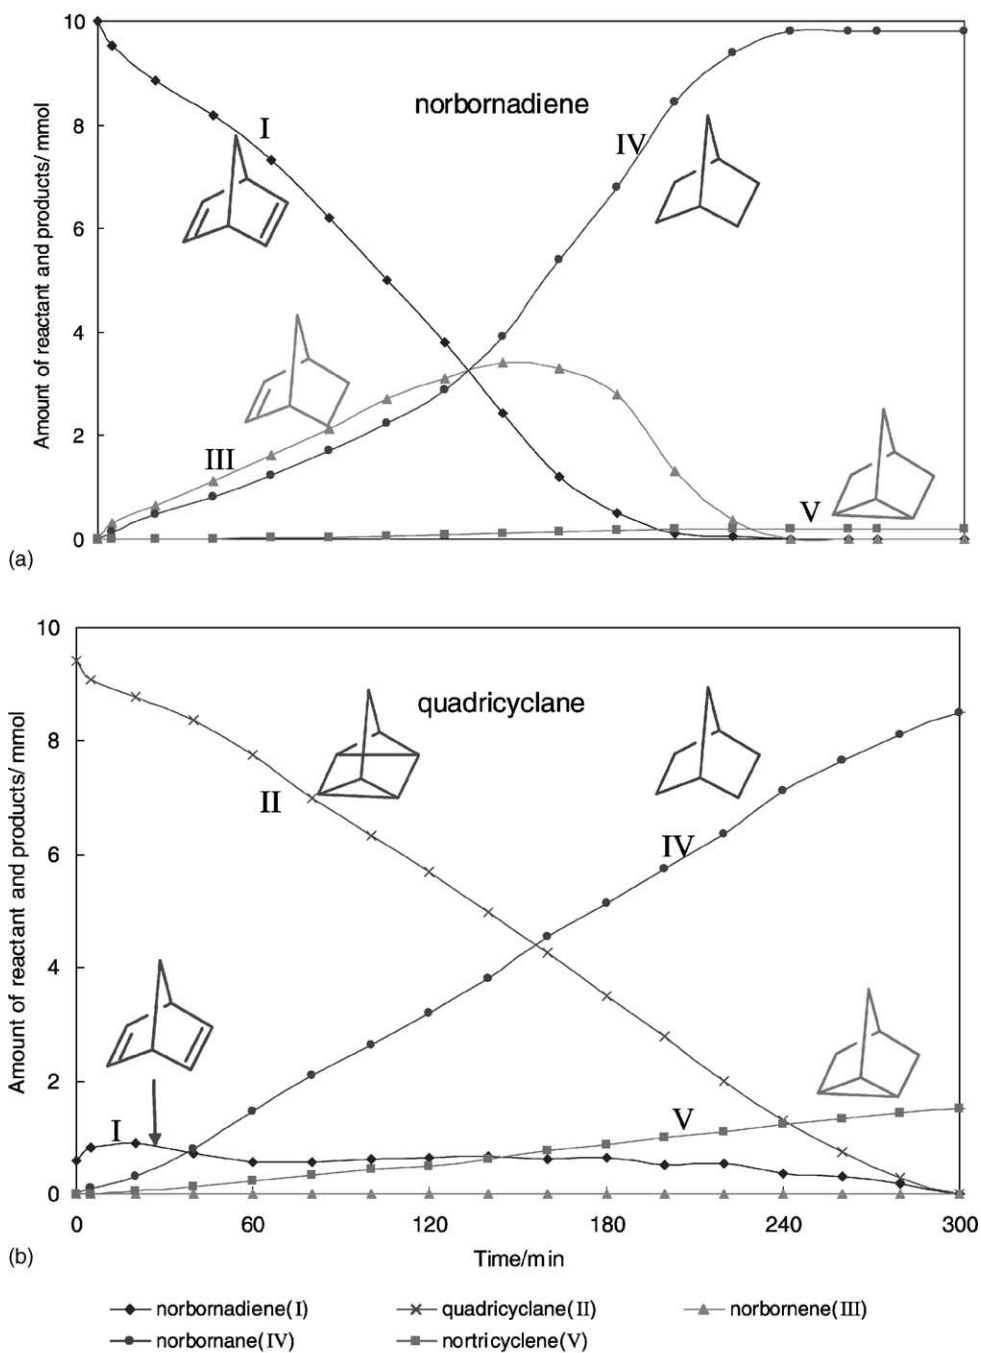 10
norbornadiene
I
IV
8
6
4
III
2
V
0
Amount of reactant and products/ mmol
(a)
10
quadricyclane
8
II
IV
6
4
2
I
V
0
Amount of reactant and products/ mmol
0 60 120 180 240 300
(b)
Time/min
norbornadiene(I) quadricyclane(II) norbornene(III)
norbornane(IV) nortricyclene(V)